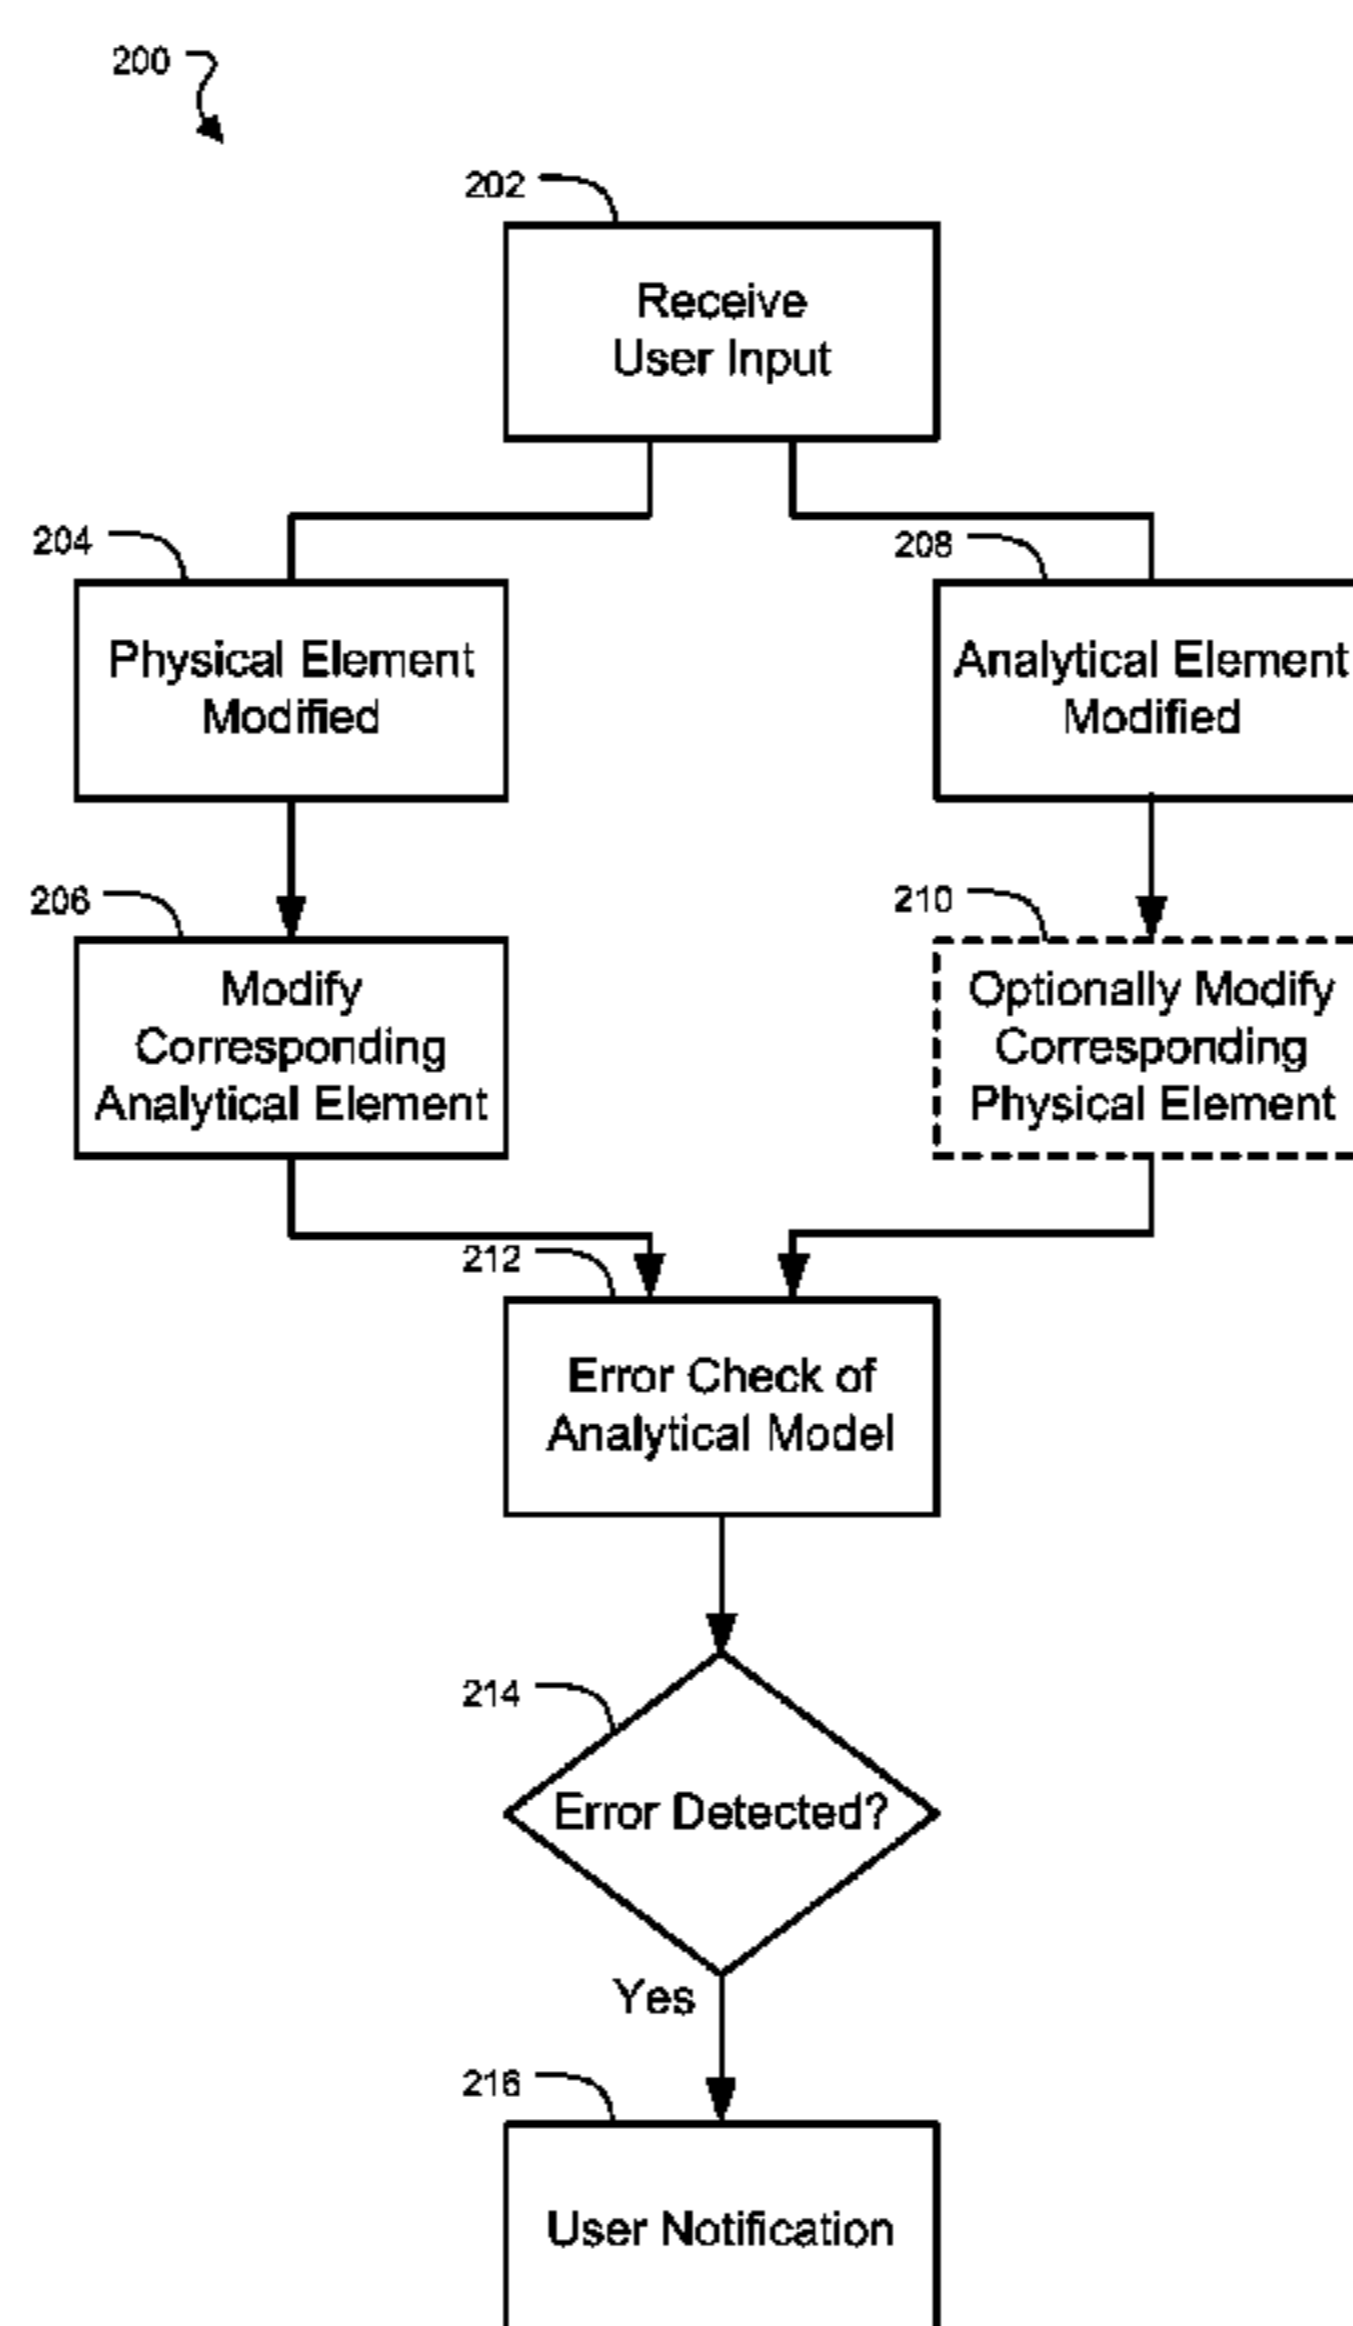 200
202
Receive
User Input
204
Physical Element
Modified
208
Analytical Element
Modified
206
Modify
Corresponding
Analytical Element
210
Optionally Modify
Corresponding
Physical Element
212
Error Check of
Analytical Model
214
Error Detected?
Yes
216
User Notification